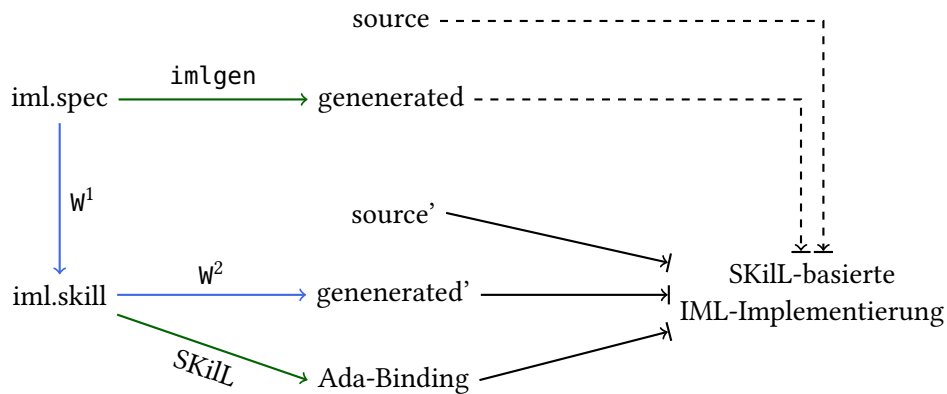 source
imlgen
iml.spec
genenerated
W¹
source'
SKilL-basierte
IML-Implementierung
W²
iml.skill
genenerated'
SKilL
Ada-Binding